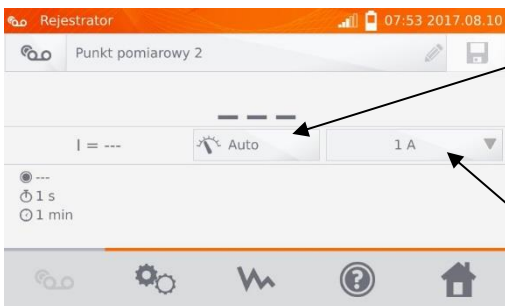 Rejestrator 07:53 2017.08.10
Punkt pomiarowy 2
---
I = --- Auto 1 A
---
1 s
1 min
?